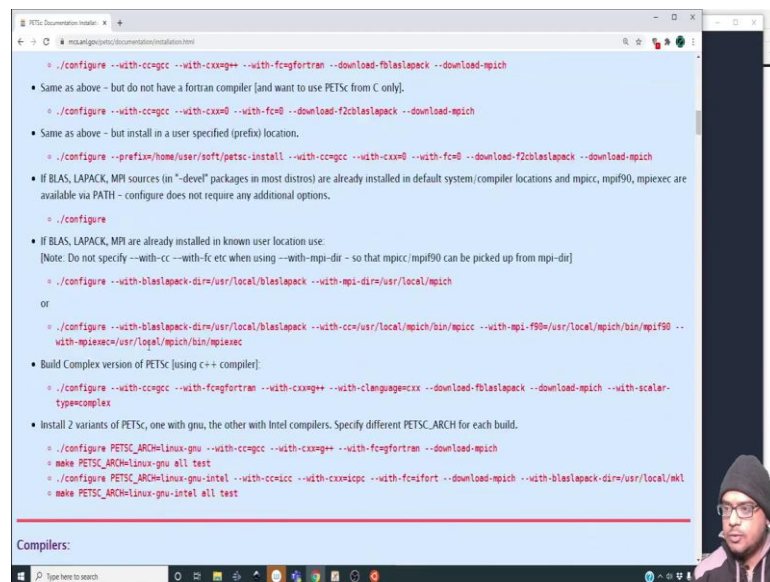 PETSc Documentation: Installatio
mcs.anl.gov/petsc/documentation/installation.html
./configure --with-cc=gcc --with-cxx=g++ --with-fc=gfortran --download-fblaslapack --download-mpich
Same as above - but do not have a fortran compiler [and want to use PETSc from C only].
./configure --with-cc=gcc --with-cxx=0 --with-fc=0 --download-f2cblaslapack --download-mpich
Same as above - but install in a user specified (prefix) location.
./configure --prefix=/home/user/soft/petsc-install --with-cc=gcc --with-cxx=0 --with-fc=0 --download-f2cblaslapack --download-mpich
If BLAS, LAPACK, MPI sources (in "-devel" packages in most distros) are already installed in default system/compiler locations and mpicc, mpif90, mpiexec are
available via PATH - configure does not require any additional options.
./configure
If BLAS, LAPACK, MPI are already installed in known user location use:
[Note: Do not specify --with-cc --with-fc etc when using --with-mpi-dir - so that mpicc/mpif90 can be picked up from mpi-dir]
./configure --with-blaslapack-dir=/usr/local/blaslapack --with-mpi-dir=/usr/local/mpich
or
./configure --with-blaslapack-dir=/usr/local/blaslapack --with-cc=/usr/local/mpich/bin/mpicc --with-mpi-f90=/usr/local/mpich/bin/mpif90 --
with-mpiexec=/usr/local/mpich/bin/mpiexec
Build Complex version of PETSc [using c++ compiler]:
./configure --with-cc=gcc --with-fc=gfortran --with-cxx=g++ --with-clanguage=cxx --download-fblaslapack --download-mpich --with-scalar-
type=complex
Install 2 variants of PETSc, one with gnu, the other with Intel compilers. Specify different PETSC_ARCH for each build.
./configure PETSC_ARCH=linux-gnu --with-cc=gcc --with-cxx=g++ --with-fc=gfortran --download-mpich
make PETSC_ARCH=linux-gnu all test
./configure PETSC_ARCH=linux-gnu-intel --with-cc=icc --with-cxx=icpc --with-fc=ifort --download-mpich --with-blaslapack-dir=/usr/local/mkl
make PETSC_ARCH=linux-gnu-intel all test
Compilers:
Type here to search